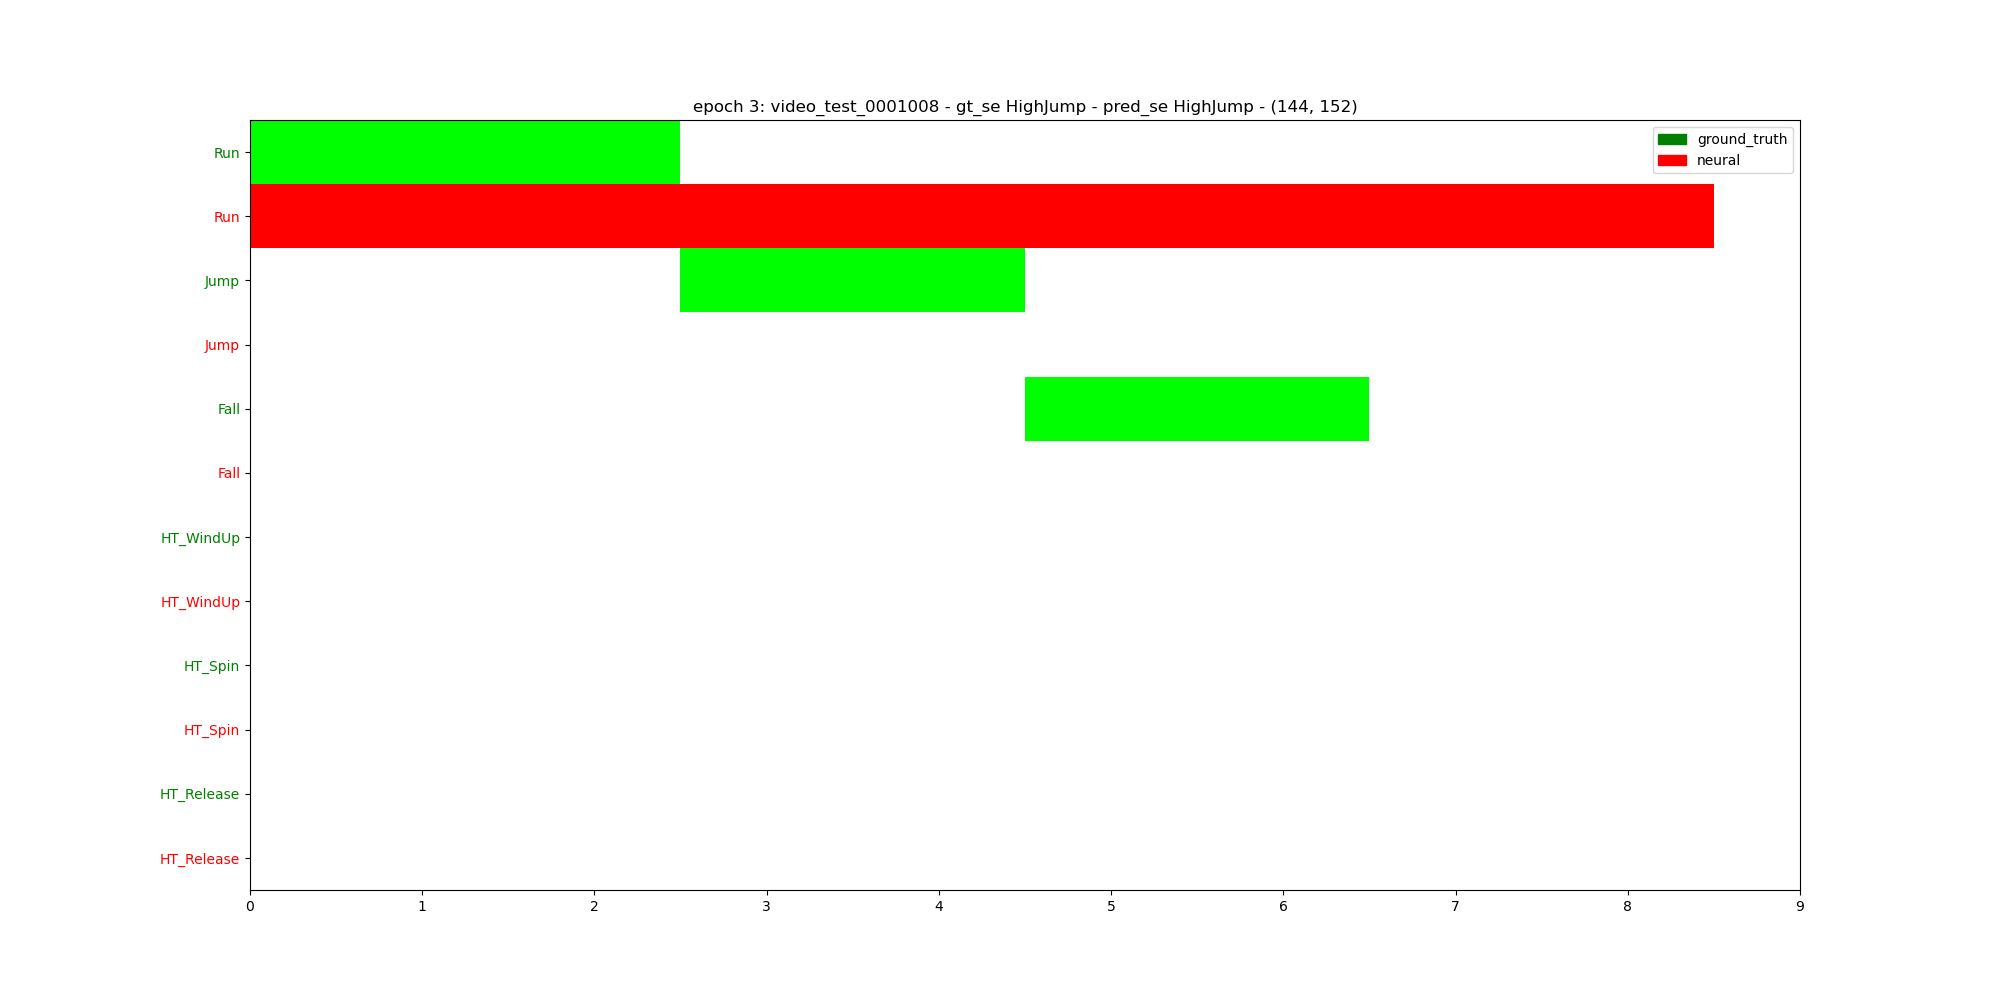 epoch 3: video_test_0001008 - gt_se HighJump - pred_se HighJump - (144, 152)
ground_truth
neural
Run
Run
Jump
Jump
Fall
Fall
HT_WindUp
HT_WindUp
HT_Spin
HT_Spin
HT_Release
HT_Release
0 1 2 3 4 5 6 7 8 9